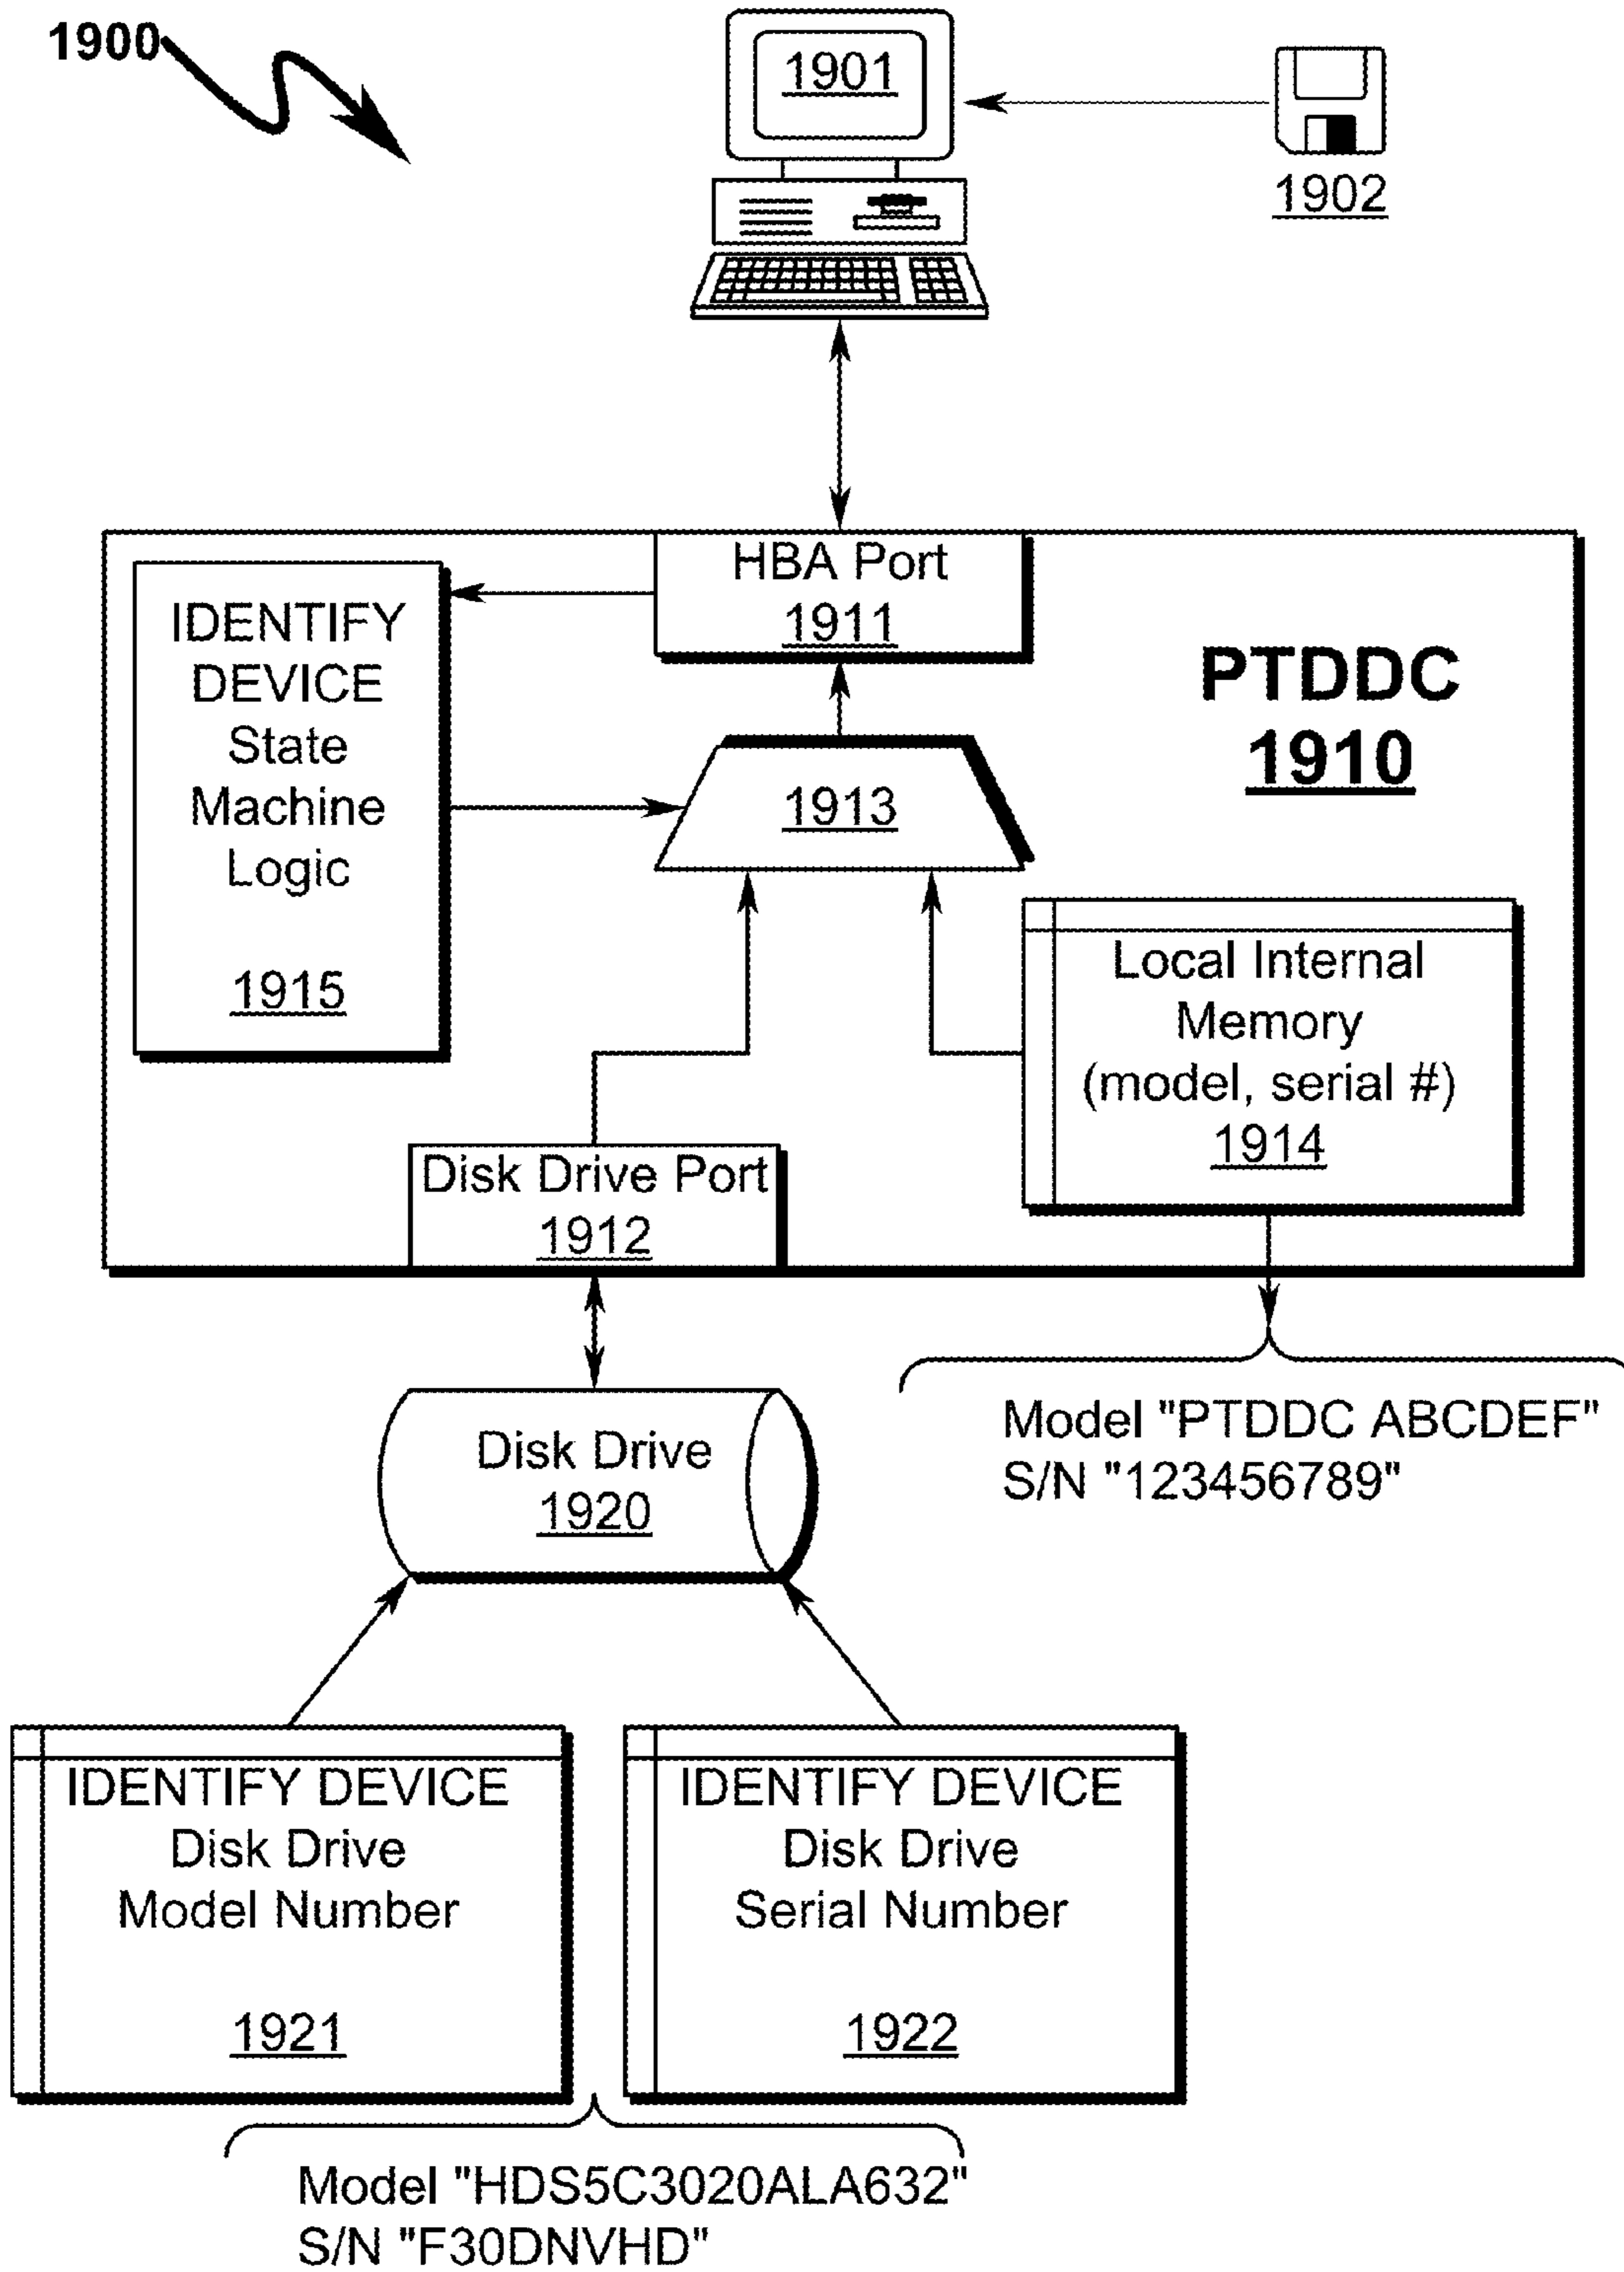 1900
1901
1902
HBA Port
1911
IDENTIFY
DEVICE
State
Machine
Logic
1915
PTDDC
1910
1913
Local Internal
Memory
(model, serial #)
1914
Disk Drive Port
1912
Model "PTDDC ABCDEF"
S/N "123456789"
Disk Drive
1920
IDENTIFY DEVICE
Disk Drive
Model Number
1921
IDENTIFY DEVICE
Disk Drive
Serial Number
1922
Model "HDS5C3020ALA632"
S/N "F30DNVHD"